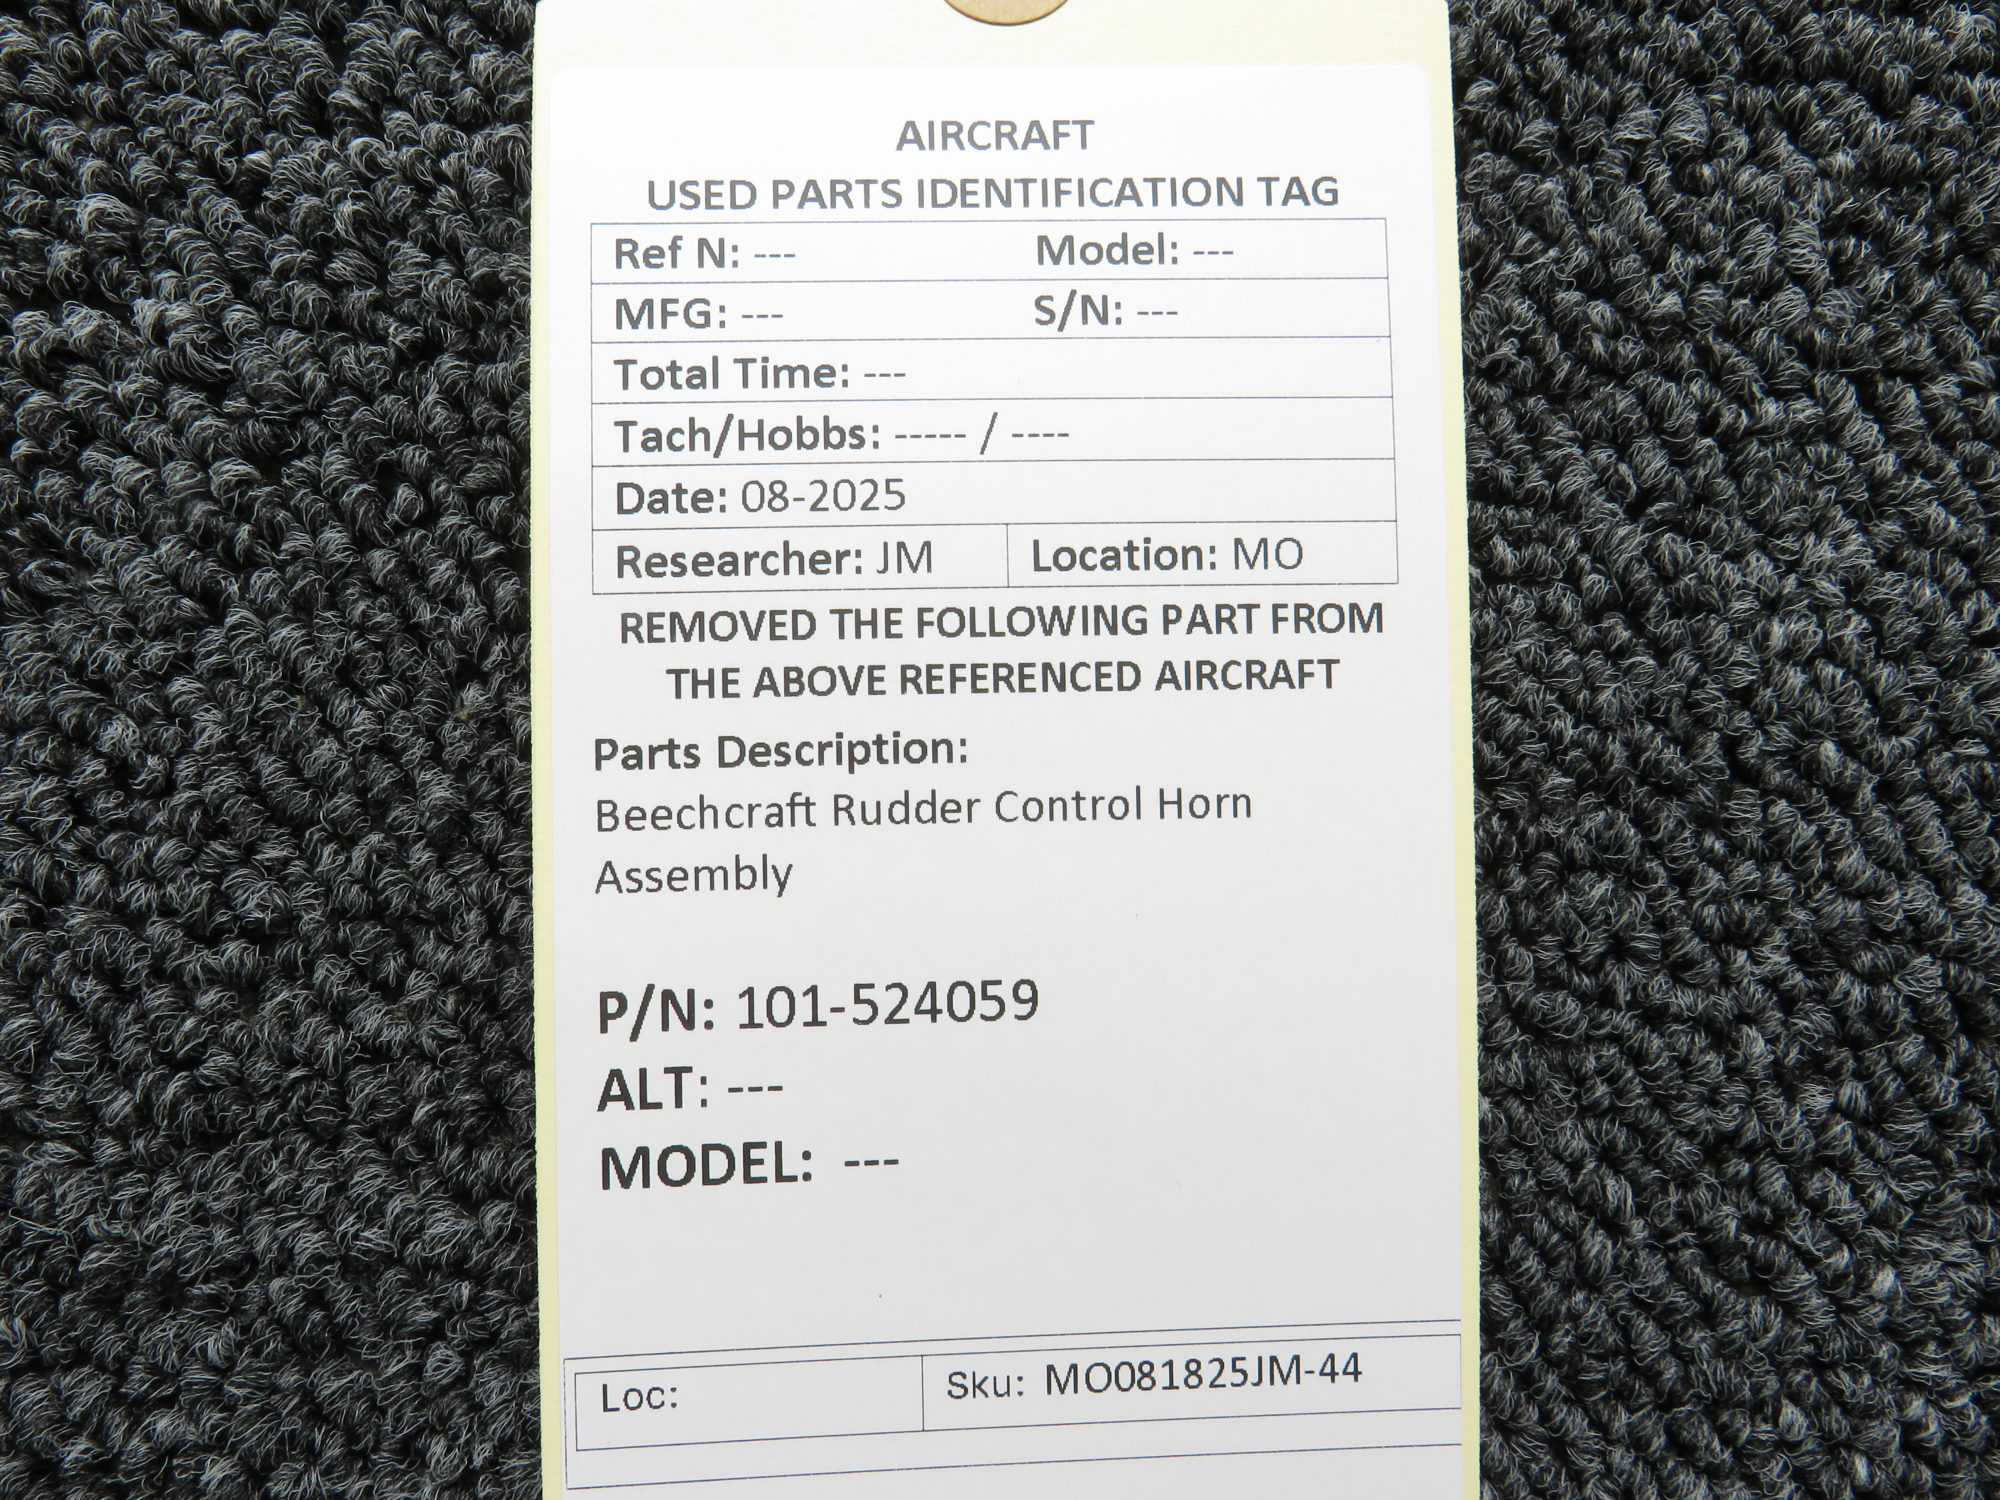 AIRCRAFT
USED PARTS IDENTIFICATION TAG
Ref N: --- Model: ---
MFG: --- S/N: ---
Total Time: ---
Tach/Hobbs: ----- / ----
Date: 08-2025
Researcher: JM Location: MO
REMOVED THE FOLLOWING PART FROM
THE ABOVE REFERENCED AIRCRAFT
Parts Description:
Beechcraft Rudder Control Horn
Assembly
P/N: 101-524059
ALT: ---
MODEL: ---
Loc: Sku: MO081825JM-44